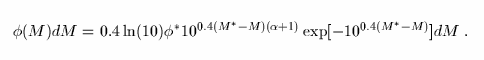 ϕ(M)dM = 0.4 ln(10)ϕ*10^{0.4(M*−M)(α+1)} exp[−10^{0.4(M*−M)}]dM .